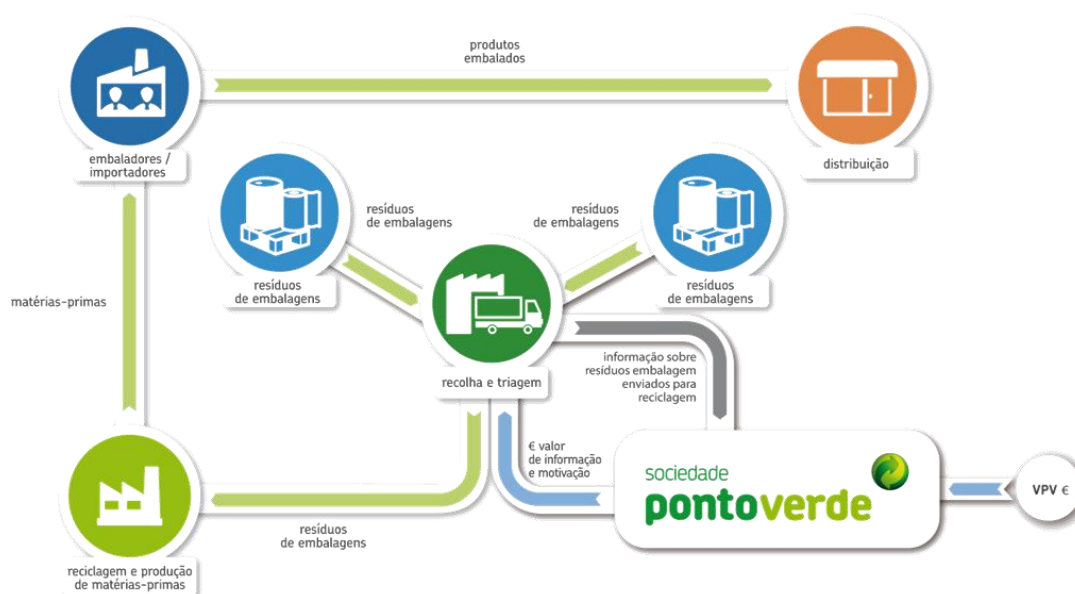 produtos
embalados
embaladores /
importadores
distribuição
resíduos
de embalagens
resíduos
de embalagens
resíduos
de embalagens
resíduos
de embalagens
matérias-primas
recolha e triagem
informação sobre
resíduos embalagem
enviados para
reciclagem
€ valor
de informação
e motivação
sociedade
pontoverde
VPV €
resíduos
de embalagens
reciclagem e produção
de matérias-primas